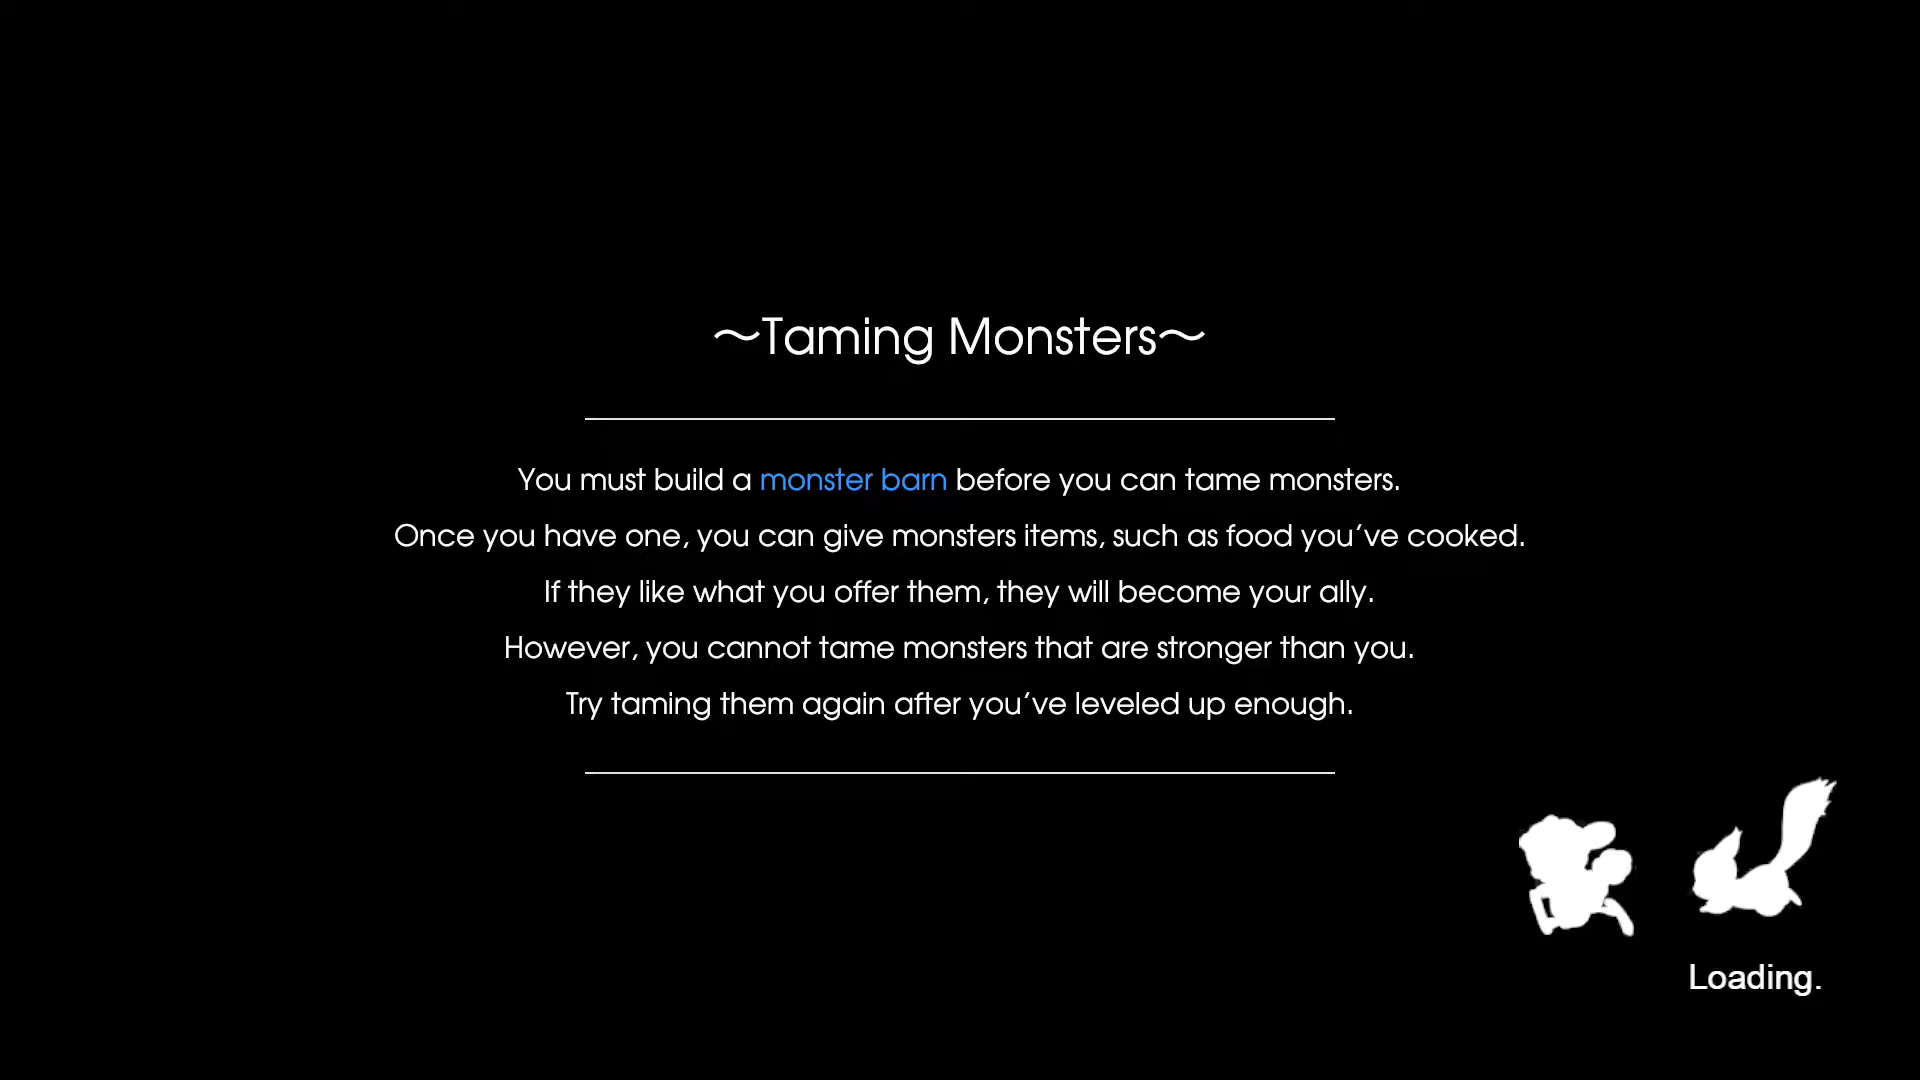 ～Taming Monsters～
You must build a monster barn before you can tame monsters.
Once you have one, you can give monsters items, such as food you’ve cooked.
If they like what you offer them, they will become your ally.
However, you cannot tame monsters that are stronger than you.
Try taming them again after you’ve leveled up enough.
Loading.